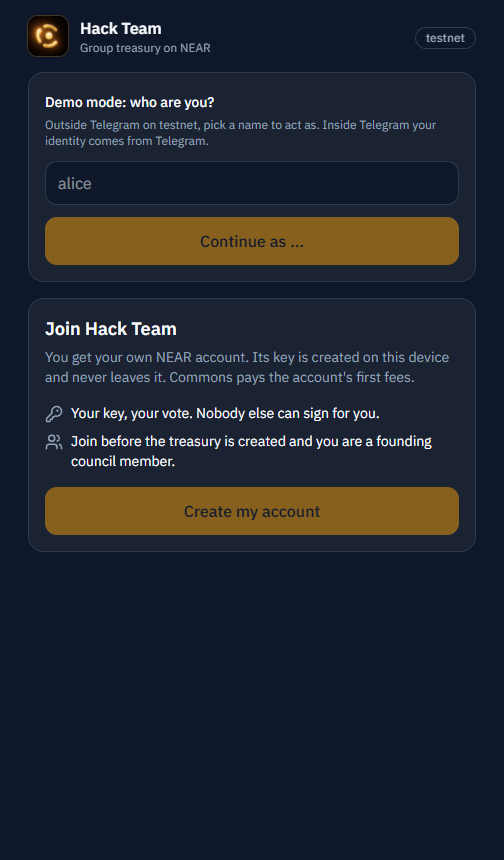 Hack Team
Group treasury on NEAR
testnet
Demo mode: who are you?
Outside Telegram on testnet, pick a name to act as. Inside Telegram your
identity comes from Telegram.
alice
Continue as ...
Join Hack Team
You get your own NEAR account. Its key is created on this device
and never leaves it. Commons pays the account's first fees.
Your key, your vote. Nobody else can sign for you.
Join before the treasury is created and you are a founding
council member.
Create my account